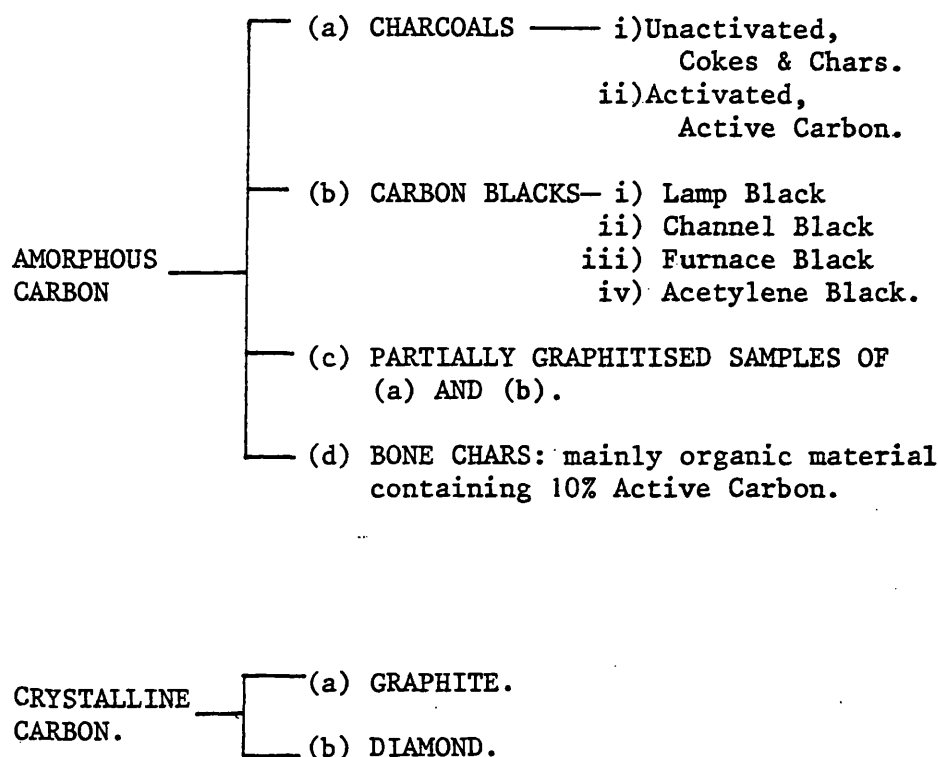 (a) CHARCOALS — i)Unactivated,
Cokes & Chars.
ii)Activated,
Active Carbon.
(b) CARBON BLACKS— i) Lamp Black
ii) Channel Black
iii) Furnace Black
iv) Acetylene Black.
AMORPHOUS
CARBON
(c) PARTIALLY GRAPHITISED SAMPLES OF
(a) AND (b).
(d) BONE CHARS: mainly organic material
containing 10% Active Carbon.
CRYSTALLINE
CARBON.
(a) GRAPHITE.
(b) DIAMOND.